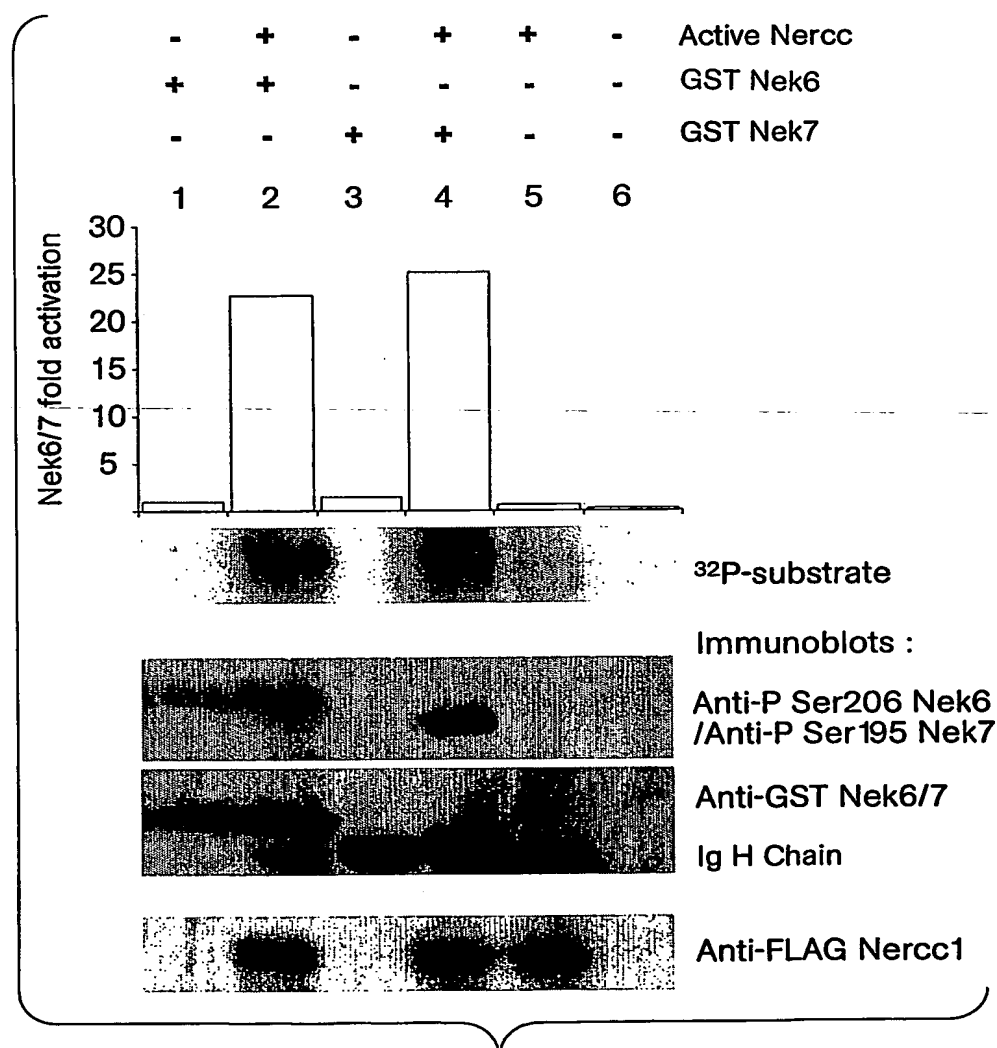 - + - + + - Active Nercc
+ + - - - - GST Nek6
- - + + - - GST Nek7
1 2 3 4 5 6
30
25
20
15
10
5
Nek6/7 fold activation
32P-substrate
Immunoblots :
Anti-P Ser206 Nek6
/Anti-P Ser195 Nek7
Anti-GST Nek6/7
Ig H Chain
Anti-FLAG Nercc1